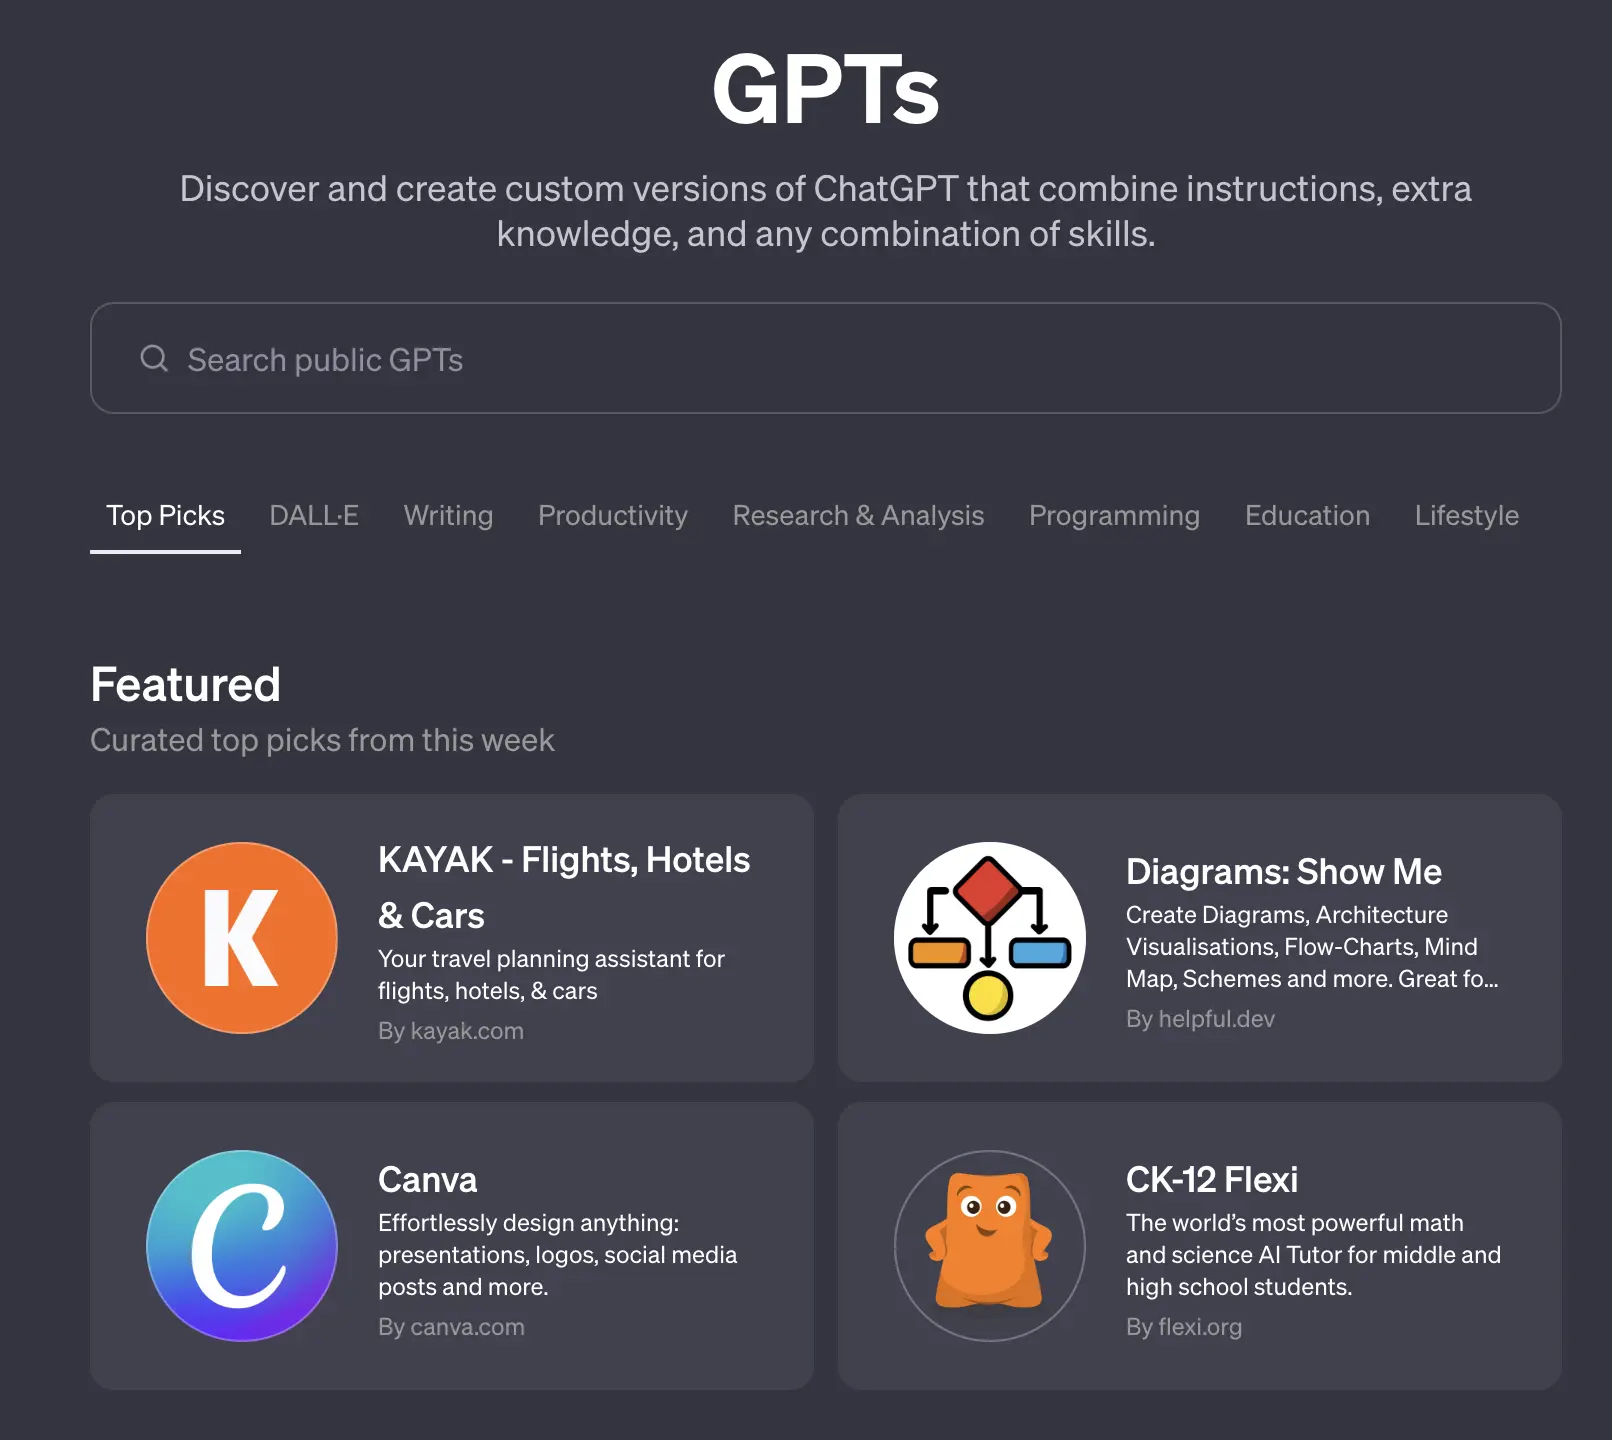 GPTs
Discover and create custom versions of ChatGPT that combine instructions, extra
knowledge, and any combination of skills.
Search public GPTs
Top Picks DALL·E Writing Productivity Research & Analysis Programming Education Lifestyle
Featured
Curated top picks from this week
K
KAYAK - Flights, Hotels
& Cars
Your travel planning assistant for
flights, hotels, & cars
By kayak.com
Diagrams: Show Me
Create Diagrams, Architecture
Visualisations, Flow-Charts, Mind
Map, Schemes and more. Great fo...
By helpful.dev
C
Canva
Effortlessly design anything:
presentations, logos, social media
posts and more.
By canva.com
CK-12 Flexi
The world’s most powerful math
and science AI Tutor for middle and
high school students.
By flexi.org